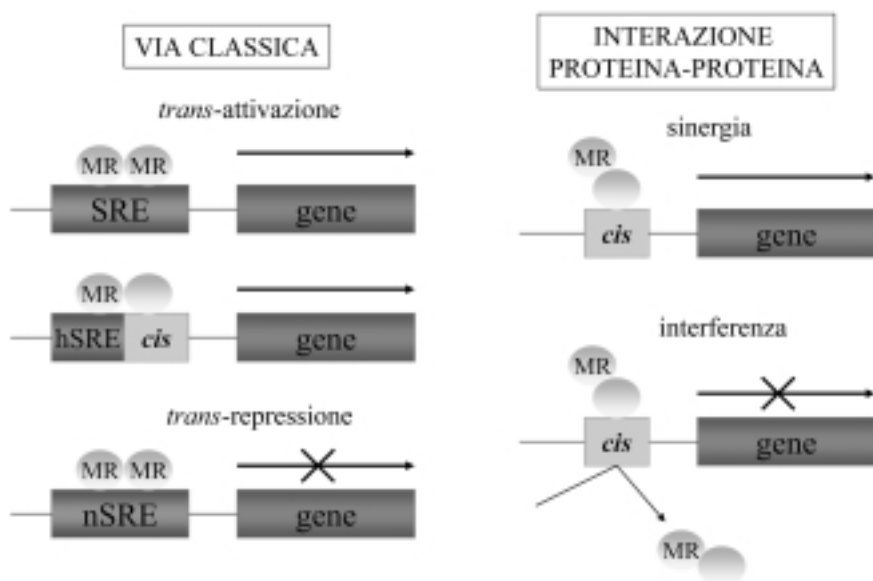 VIA CLASSICA
trans-attivazione
MR MR
SRE gene
MR
hSRE cis gene
trans-repressione
MR MR
nSRE gene
INTERAZIONE
PROTEINA-PROTEINA
sinergia
MR
cis gene
interferenza
MR
cis gene
MR